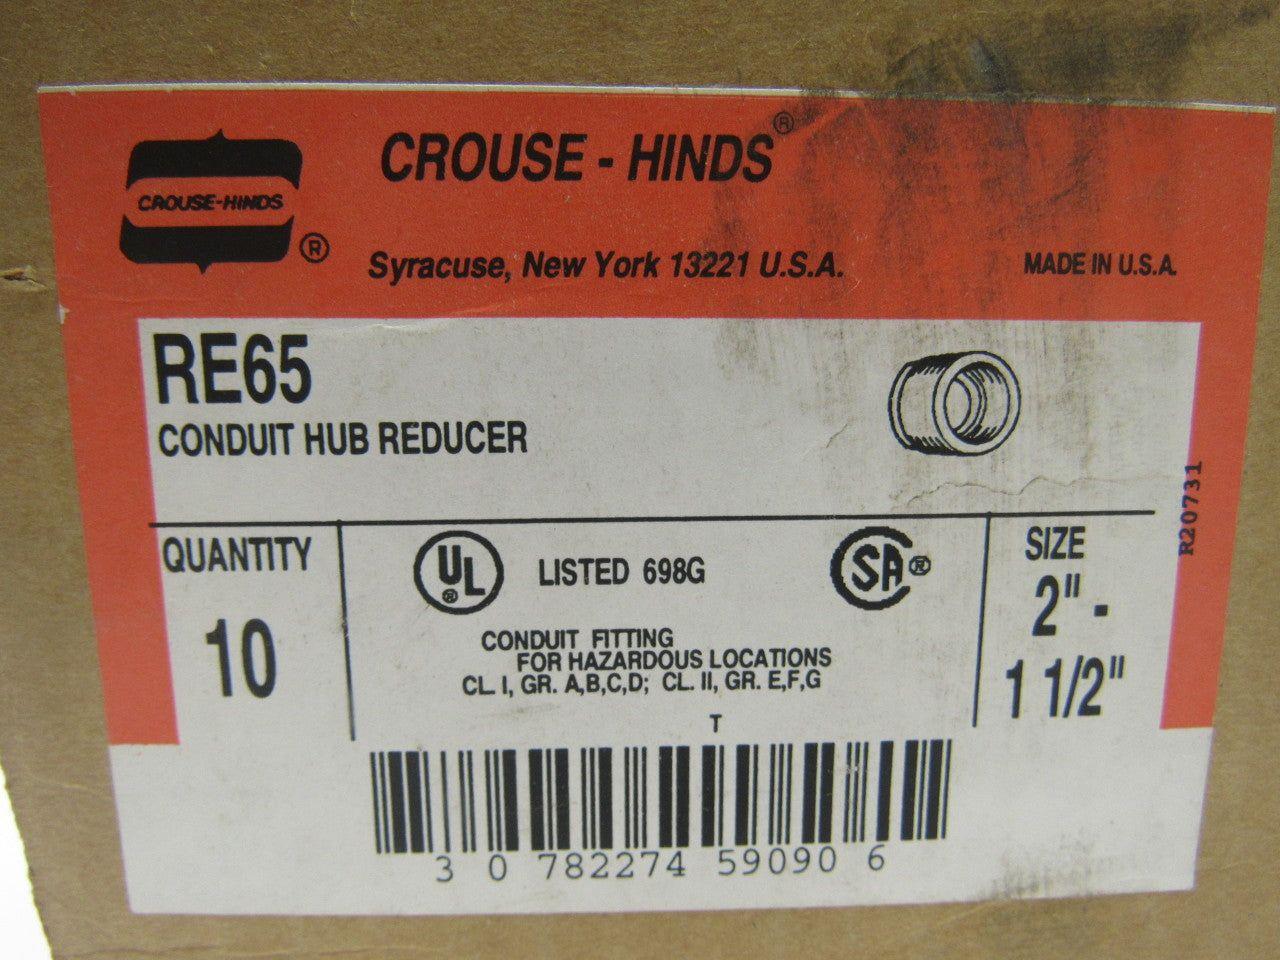 CROUSE-HINDS
®
CROUSE - HINDS®
Syracuse, New York 13221 U.S.A.
MADE IN U.S.A.
RE65
CONDUIT HUB REDUCER
R20731
QUANTITY
10
UL ®
LISTED 698G
SA ®
CONDUIT FITTING
FOR HAZARDOUS LOCATIONS
CL. I, GR. A,B,C,D; CL. II, GR. E,F,G
T
SIZE
2" -
1 1/2"
3 0 782274 59090 6